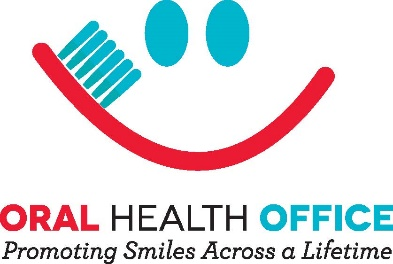 ORAL HEALTH OFFICE
Promoting Smiles Across a Lifetime